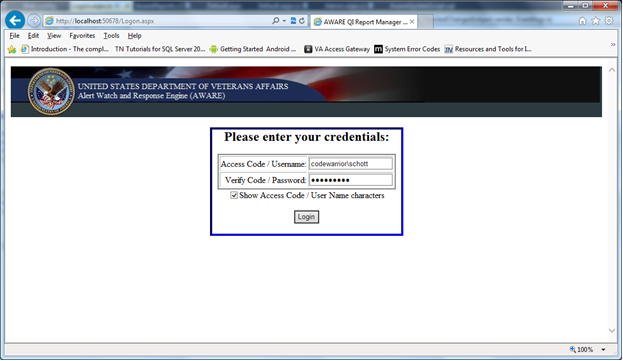 http://localhost:50678/Logon.aspx
AWARE QI Report Manager ...
File Edit View Favorites Tools Help
Introduction - The compl... TN Tutorials for SQL Server 20... Getting Started Android ... VA Access Gateway System Error Codes Resources and Tools for I...
UNITED STATES DEPARTMENT OF VETERANS AFFAIRS
Alert Watch and Response Engine (AWARE)
Please enter your credentials:
Access Code / Username: codewarrior\schott
Verify Code / Password: ●●●●●●●●●
Show Access Code / User Name characters
Login
100%